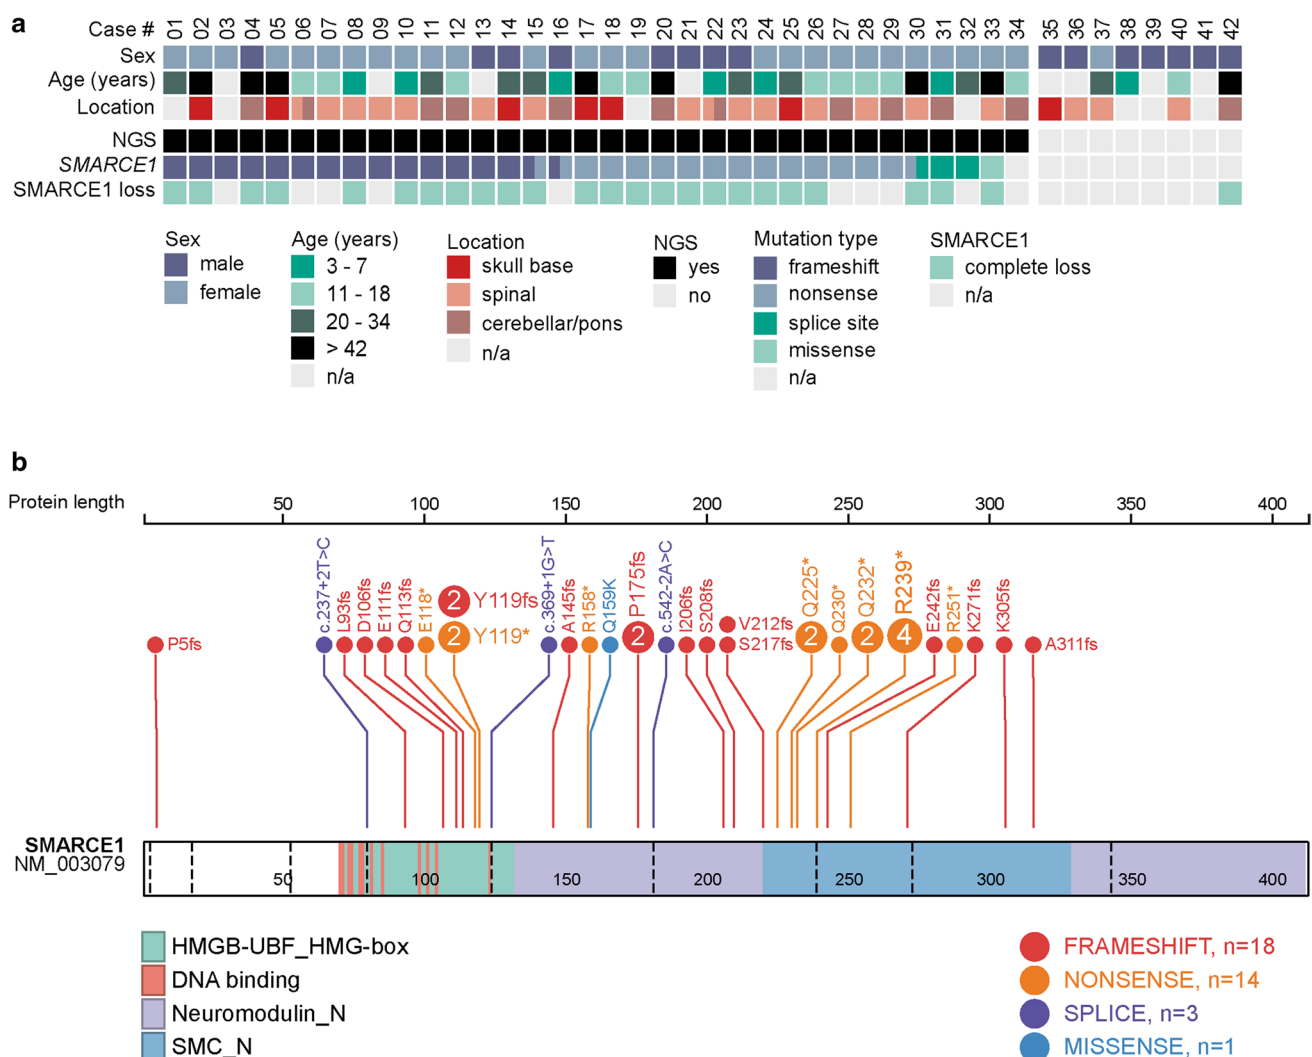 a
Case # 01 02 03 04 05 06 07 08 09 10 11 12 13 14 15 16 17 18 19 20 21 22 23 24 25 26 27 28 29 30 31 32 33 34 35 36 37 38 39 40 41 42
Sex
Age (years)
Location
NGS
SMARCE1
SMARCE1 loss
Sex
male
female
Age (years)
3 - 7
11 - 18
20 - 34
> 42
n/a
Location
skull base
spinal
cerebellar/pons
n/a
NGS
yes
no
Mutation type
frameshift
nonsense
splice site
missense
n/a
SMARCE1
complete loss
n/a
b
Protein length 50 100 150 200 250 300 350 400
P5fs
c.237+2T>C
L93fs
D106fs
E111fs
Q113fs
E118*
2 Y119fs
2 Y119*
c.369+1G>T
A145fs
R158*
Q159K
2 P175fs
c.542-2A>C
I206fs
S208fs
V212fs
S217fs
2 Q225*
Q230*
2 Q232*
4 R239*
E242fs
R251*
K271fs
K305fs
A311fs
SMARCE1
NM_003079
50 100 150 200 250 300 350 400
HMGB-UBF_HMG-box
DNA binding
Neuromodulin_N
SMC_N
FRAMESHIFT, n=18
NONSENSE, n=14
SPLICE, n=3
MISSENSE, n=1